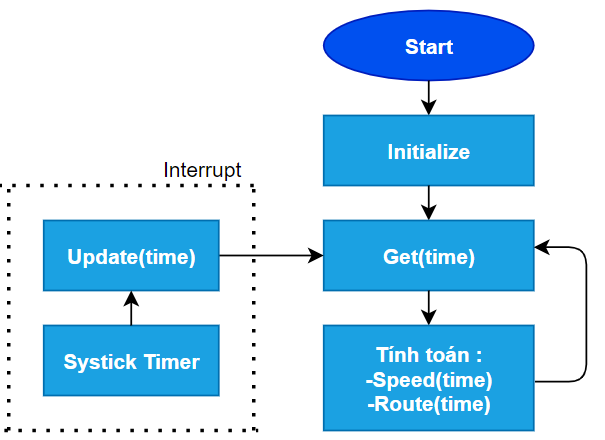 Start
Initialize
Interrupt
Update(time)
Get(time)
Systick Timer
Tính toán :
-Speed(time)
-Route(time)